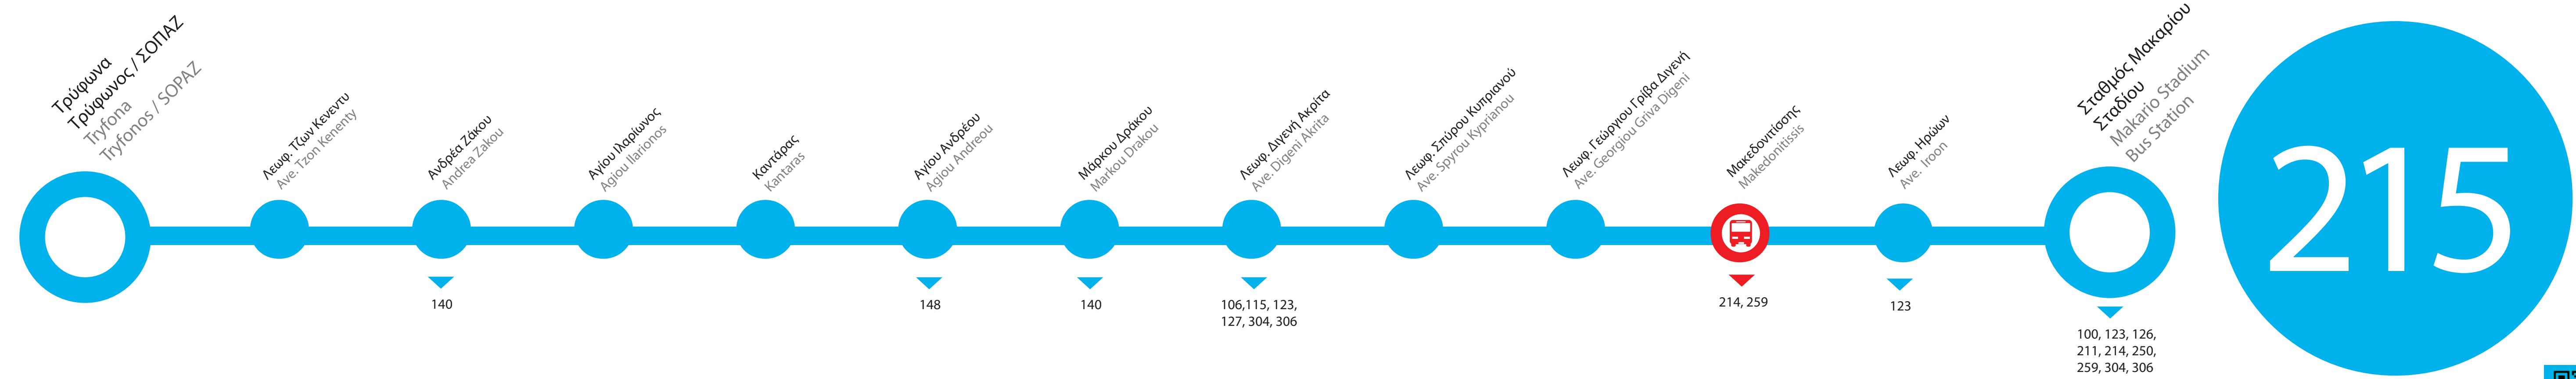 Τρύφωνα
Τρύφωνος / ΣΟΠΑΖ
Tryfona
Tryfonos / SOPAZ
Λεωφ. Τζων Κενεντυ
Ave. Tzon Kenenty
Ανδρέα Ζάκου
Andrea Zakou
140
Αγίου Ιλαρίωνος
Agiou Ilarionos
Καντάρας
Kantaras
Αγίου Ανδρέου
Agiou Andreou
148
Μάρκου Δράκου
Markou Drakou
140
Λεωφ. Διγενή Ακρίτα
Ave. Digeni Akrita
106,115, 123,
127, 304, 306
Λεωφ. Σπύρου Κυπριανού
Ave. Spyrou Kyprianou
Λεωφ. Γεώργιου Γρίβα Διγενή
Ave. Georgiou Griva Digeni
Μακεδονιτίσσης
Makedonitissis
214, 259
Λεωφ. Ηρώων
Ave. Iroon
123
Σταθμός Μακαρίου
Σταδίου
Makario Stadium
Bus Station
100, 123, 126,
211, 214, 250,
259, 304, 306
215